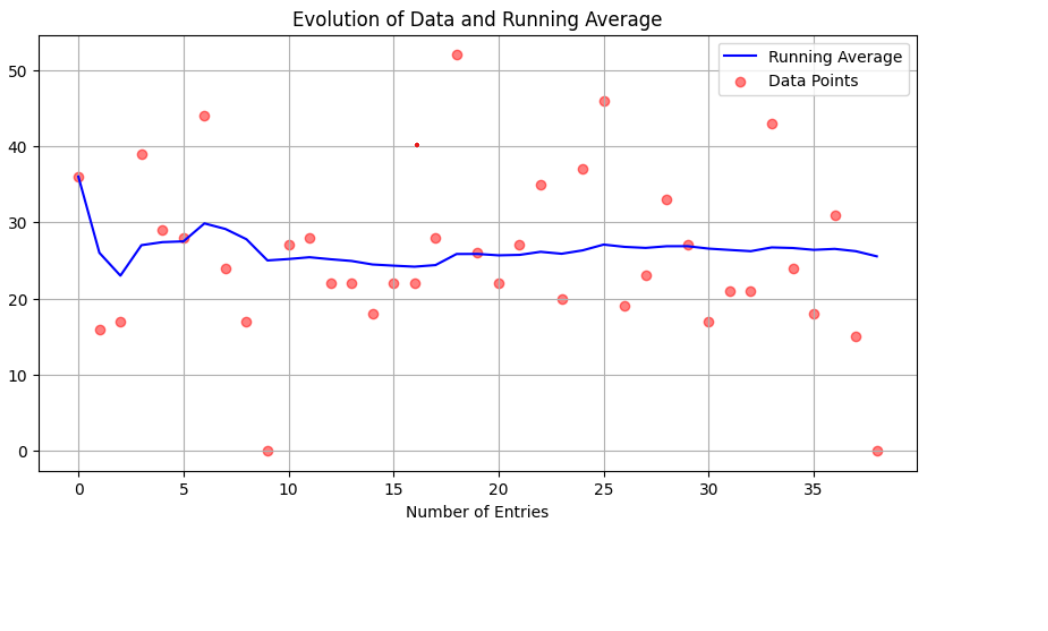 Evolution of Data and Running Average
Running Average
Data Points
50
40
30
20
10
0
0 5 10 15 20 25 30 35
Number of Entries